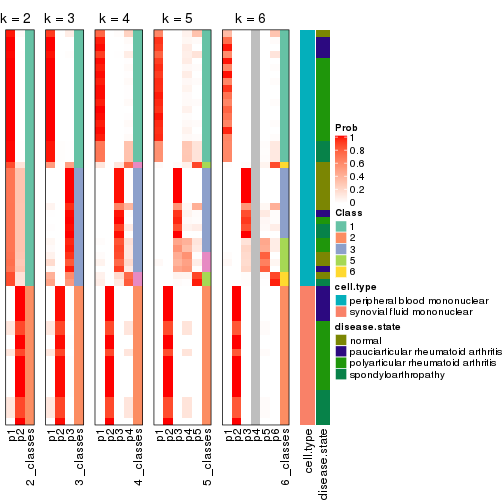 k = 2 k = 3 k = 4 k = 5 k = 6
Prob
1
0.8
0.6
0.4
0.2
0
Class
1
2
3
5
6
cell.type
peripheral blood mononuclear
synovial fluid mononuclear
disease.state
normal
pauciarticular rheumatoid arthritis
polyarticular rheumatoid arthritis
spondyloarthropathy
p1 p2 2_classes p1 p2 p3 3_classes p1 p2 p3 p4 4_classes p1 p2 p3 p4 p5 5_classes p1 p2 p3 p4 p5 p6 6_classes cell.type disease.state